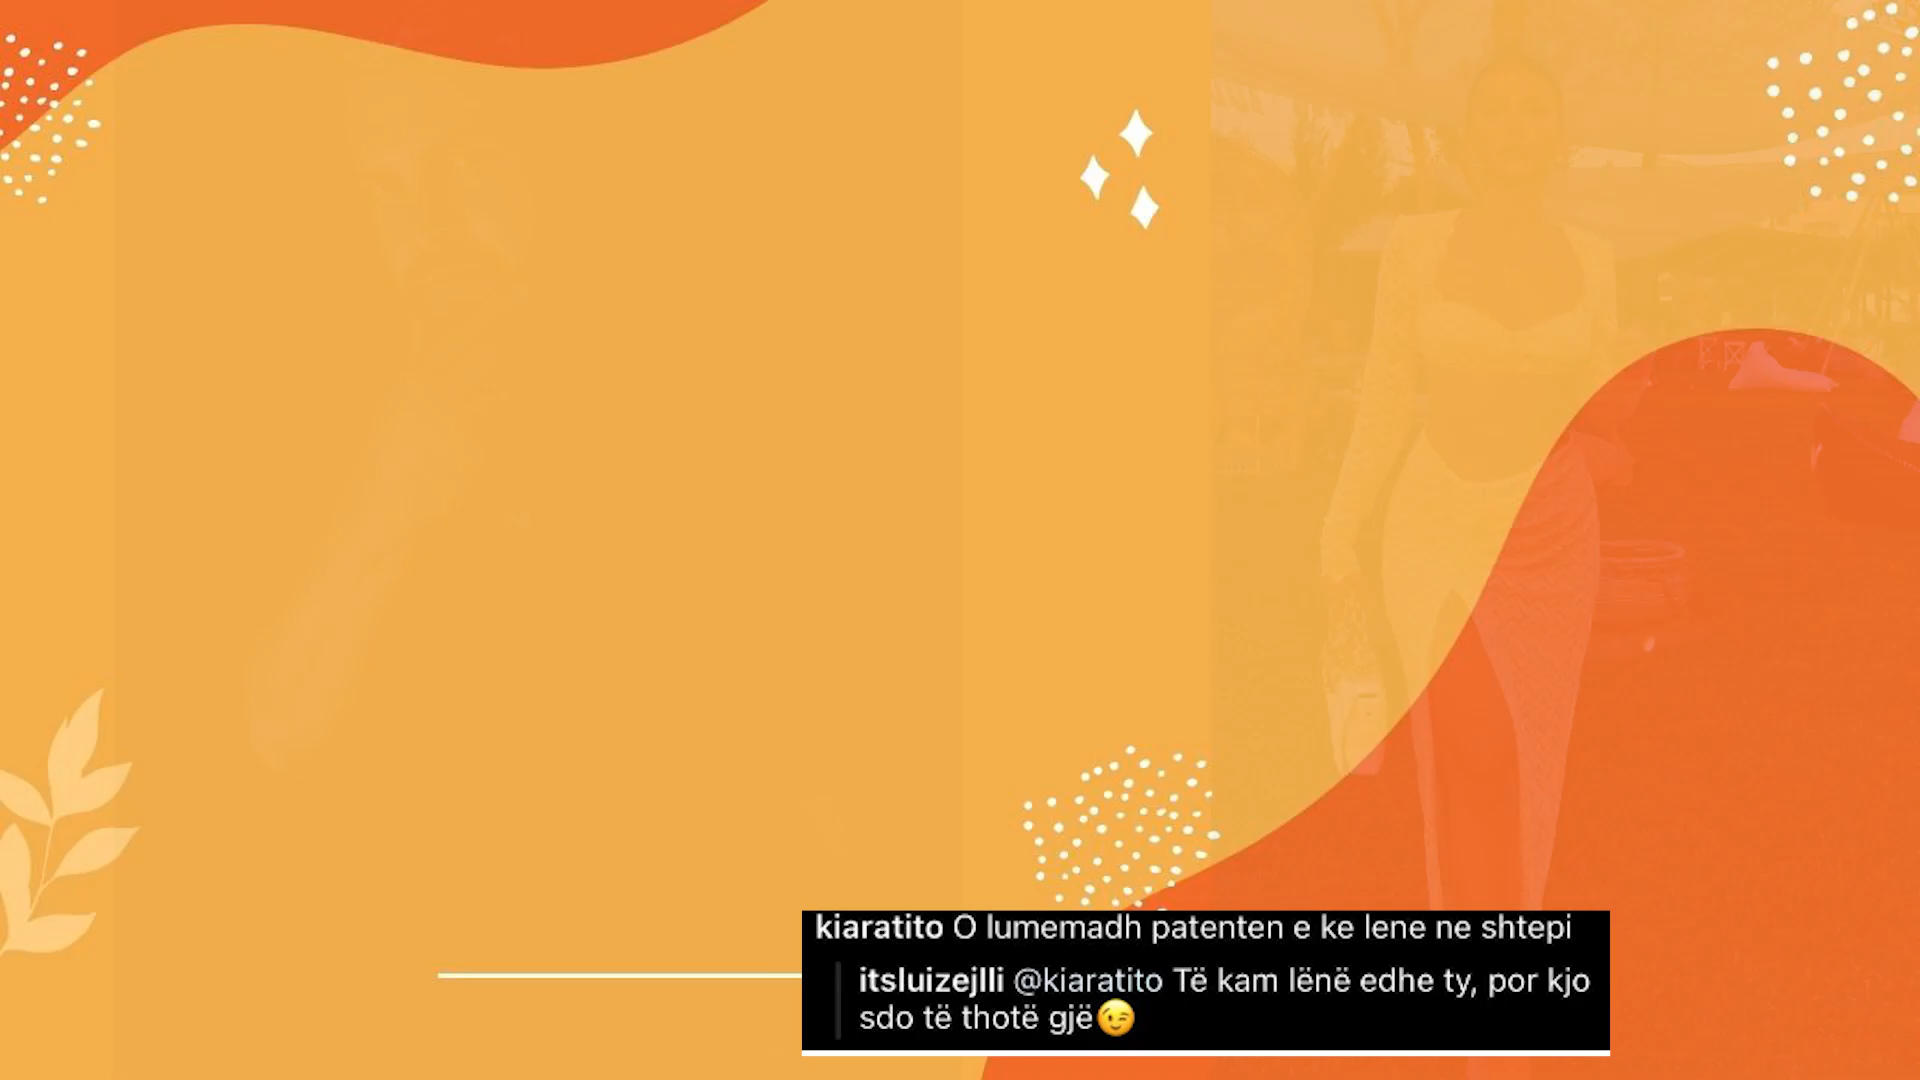 kiaratito O lumemadh patenten e ke lene ne shtepi
itsluizejlli @kiaratito Të kam lënë edhe ty, por kjo
sdo të thotë gjë😉